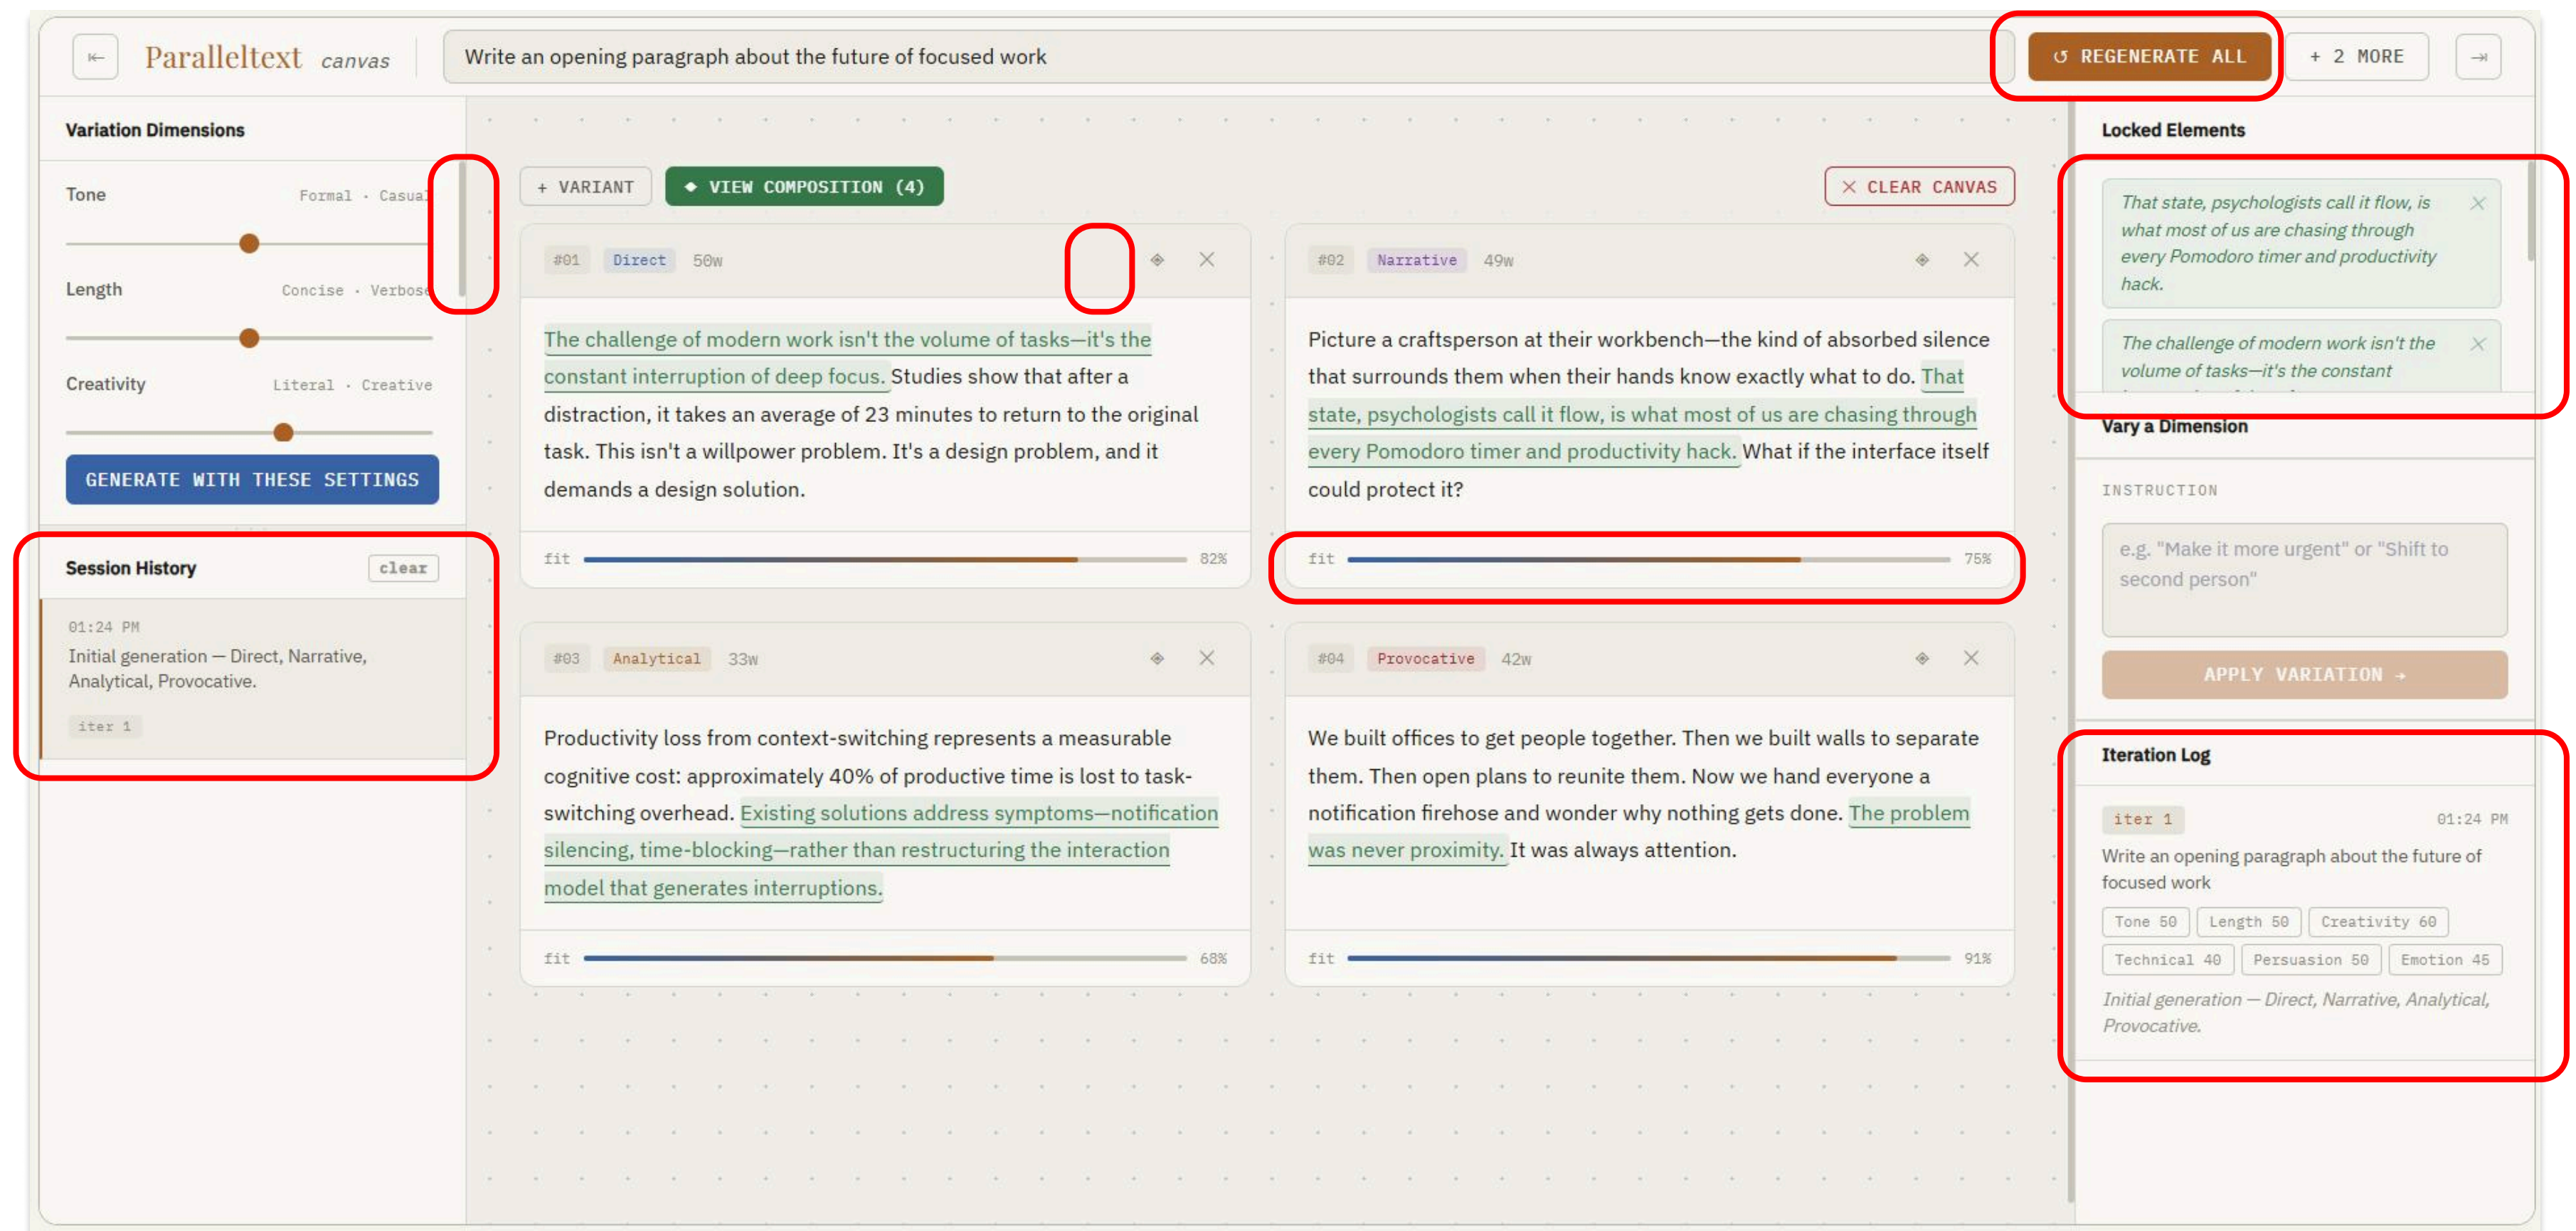 Paralleltext canvas
Write an opening paragraph about the future of focused work
↺ REGENERATE ALL
+ 2 MORE
Variation Dimensions
Tone
Formal · Casual
Length
Concise · Verbose
Creativity
Literal · Creative
GENERATE WITH THESE SETTINGS
Session History
clear
01:24 PM
Initial generation — Direct, Narrative,
Analytical, Provocative.
iter 1
+ VARIANT
◆ VIEW COMPOSITION (4)
× CLEAR CANVAS
#01 Direct 50w
The challenge of modern work isn't the volume of tasks—it's the
constant interruption of deep focus. Studies show that after a
distraction, it takes an average of 23 minutes to return to the original
task. This isn't a willpower problem. It's a design problem, and it
demands a design solution.
fit 82%
#02 Narrative 49w
Picture a craftsperson at their workbench—the kind of absorbed silence
that surrounds them when their hands know exactly what to do. That
state, psychologists call it flow, is what most of us are chasing through
every Pomodoro timer and productivity hack. What if the interface itself
could protect it?
fit 75%
#03 Analytical 33w
Productivity loss from context-switching represents a measurable
cognitive cost: approximately 40% of productive time is lost to task-
switching overhead. Existing solutions address symptoms—notification
silencing, time-blocking—rather than restructuring the interaction
model that generates interruptions.
fit 68%
#04 Provocative 42w
We built offices to get people together. Then we built walls to separate
them. Then open plans to reunite them. Now we hand everyone a
notification firehose and wonder why nothing gets done. The problem
was never proximity. It was always attention.
fit 91%
Locked Elements
That state, psychologists call it flow, is
what most of us are chasing through
every Pomodoro timer and productivity
hack.
The challenge of modern work isn't the
volume of tasks—it's the constant
Vary a Dimension
INSTRUCTION
e.g. "Make it more urgent" or "Shift to
second person"
APPLY VARIATION →
Iteration Log
iter 1 01:24 PM
Write an opening paragraph about the future of
focused work
Tone 50 Length 50 Creativity 60
Technical 40 Persuasion 50 Emotion 45
Initial generation — Direct, Narrative, Analytical,
Provocative.